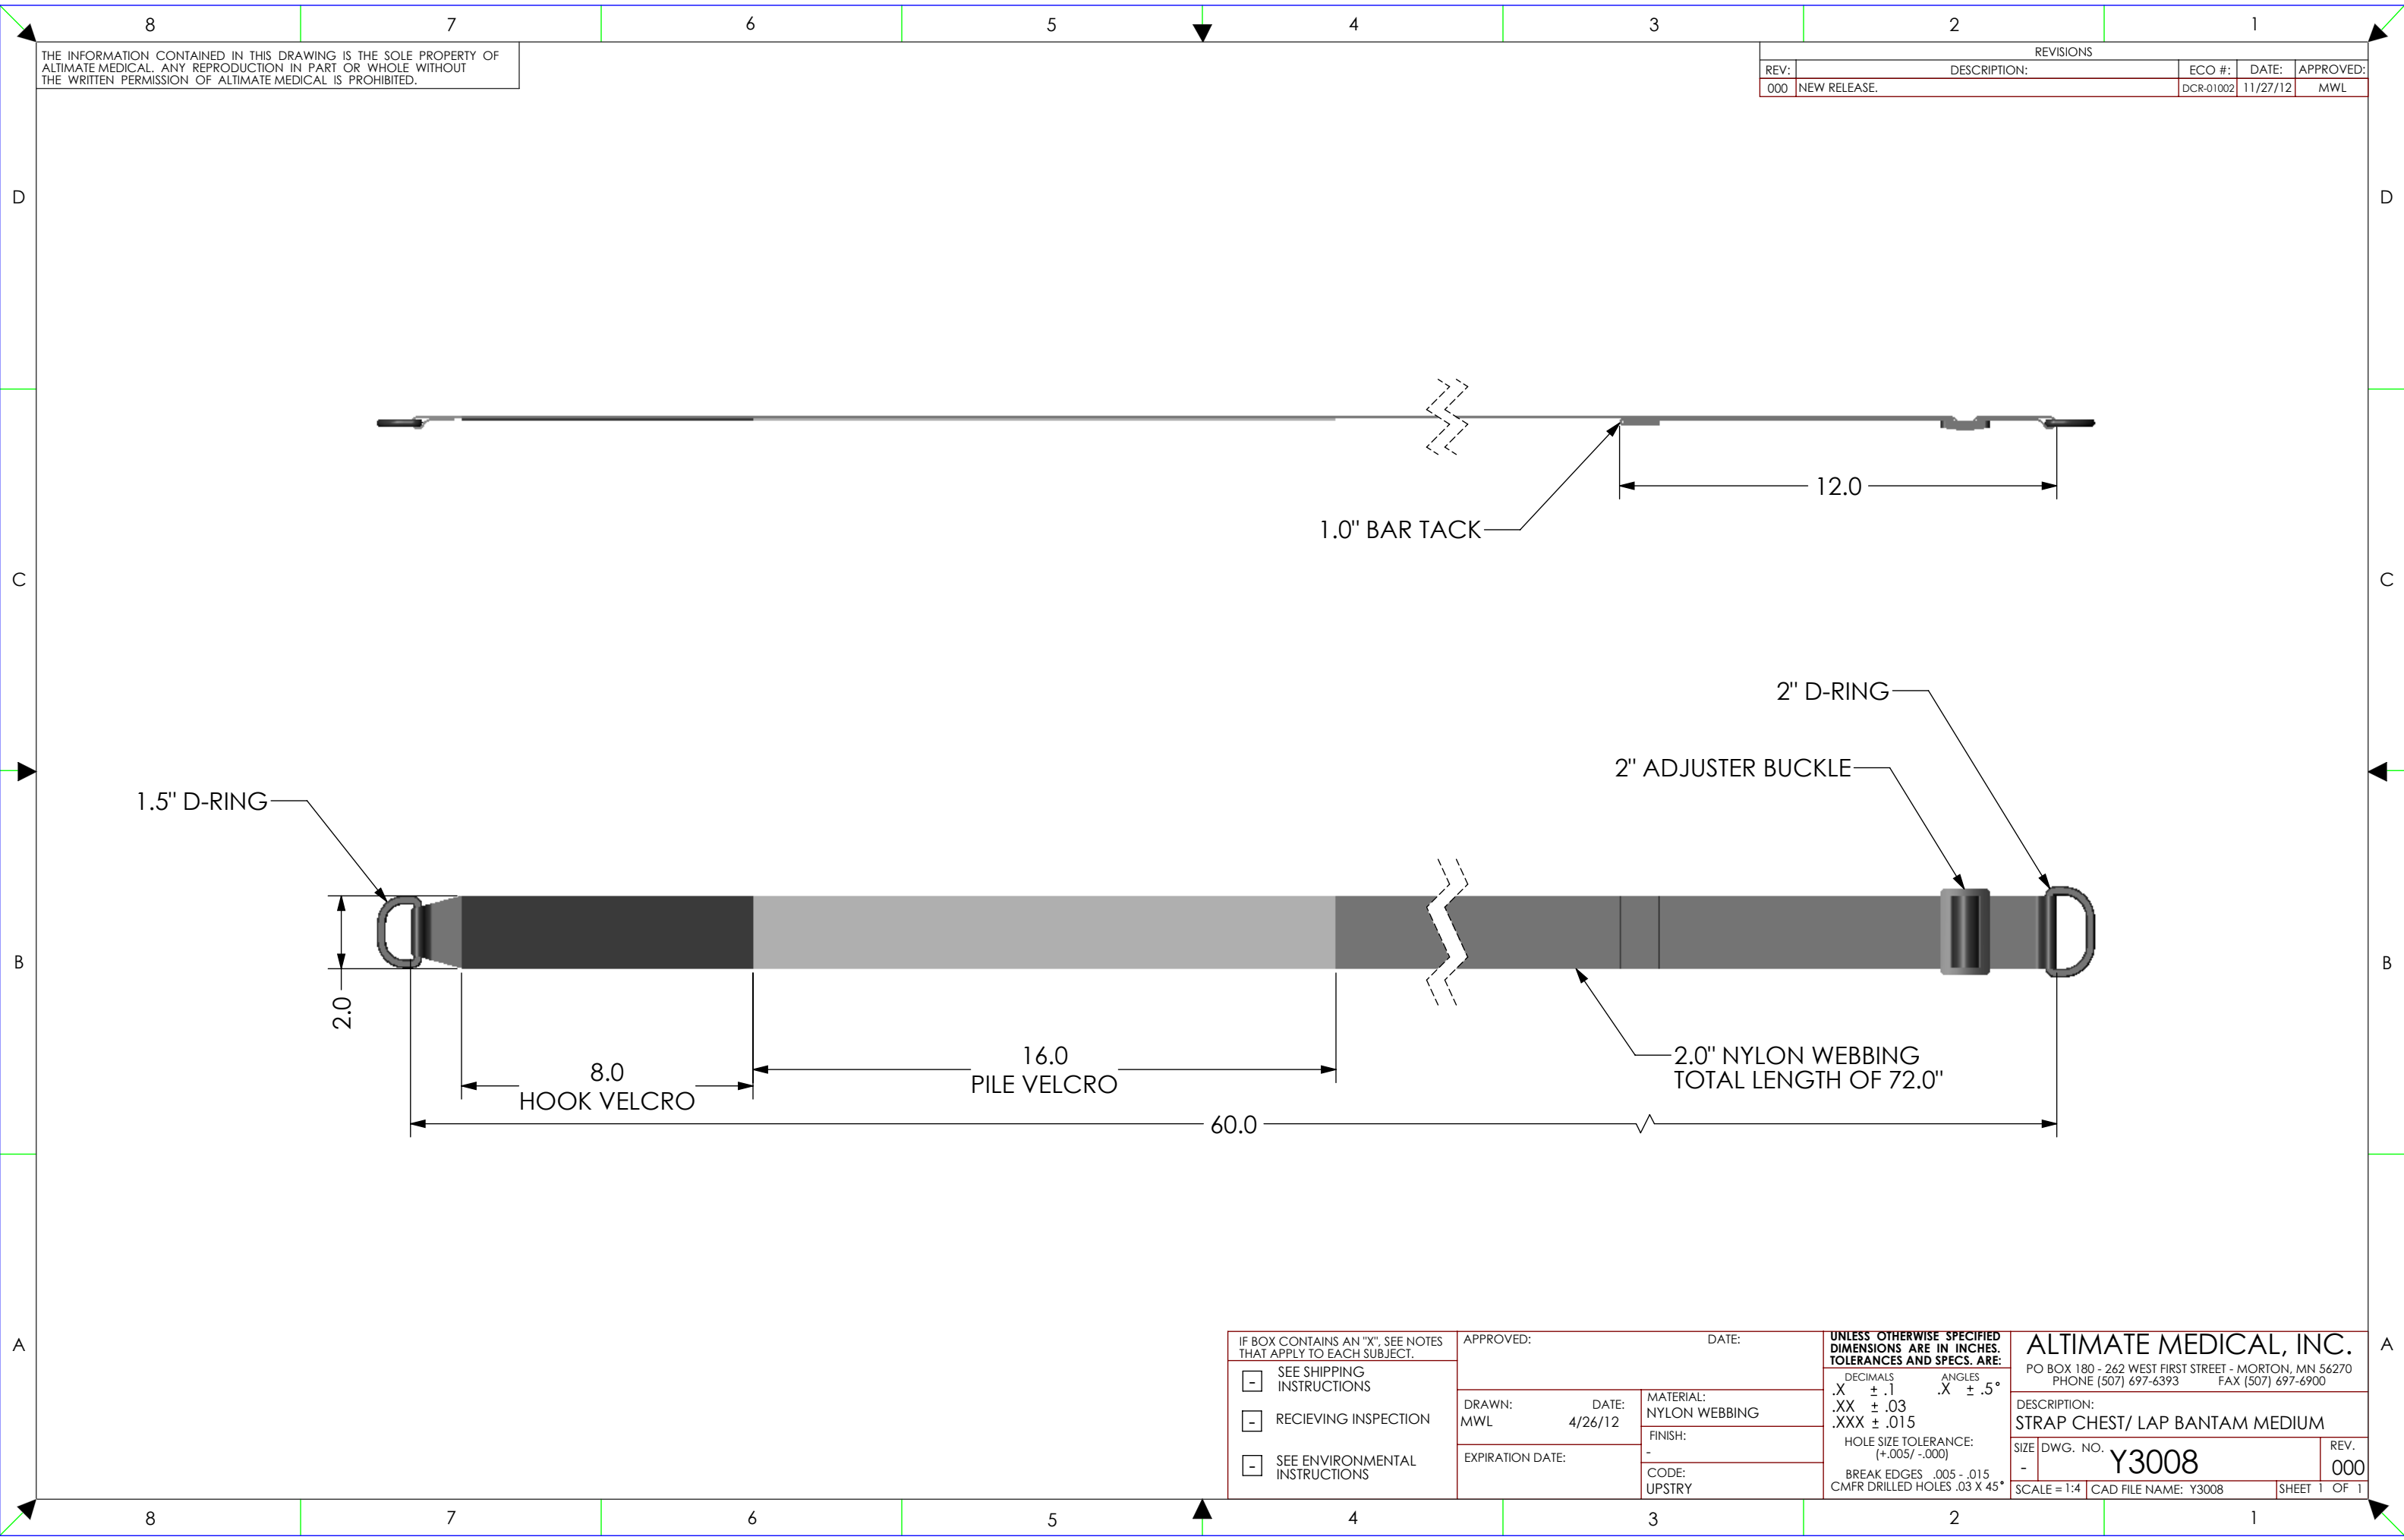 8 7 6 5 4 3 2 1
THE INFORMATION CONTAINED IN THIS DRAWING IS THE SOLE PROPERTY OF
ALTIMATE MEDICAL. ANY REPRODUCTION IN PART OR WHOLE WITHOUT
THE WRITTEN PERMISSION OF ALTIMATE MEDICAL IS PROHIBITED.
REVISIONS
REV: DESCRIPTION: ECO #: DATE: APPROVED:
000 NEW RELEASE. DCR-01002 11/27/12 MWL
D D
12.0
1.0" BAR TACK
C C
2" D-RING
2" ADJUSTER BUCKLE
1.5" D-RING
B B
2.0
8.0
HOOK VELCRO
16.0
PILE VELCRO
2.0" NYLON WEBBING
TOTAL LENGTH OF 72.0"
60.0
A A
IF BOX CONTAINS AN "X", SEE NOTES
THAT APPLY TO EACH SUBJECT.
- SEE SHIPPING
INSTRUCTIONS
- RECIEVING INSPECTION
- SEE ENVIRONMENTAL
INSTRUCTIONS
APPROVED: DATE:
DRAWN: DATE:
MWL 4/26/12
EXPIRATION DATE:
MATERIAL:
NYLON WEBBING
FINISH:
-
CODE:
UPSTRY
UNLESS OTHERWISE SPECIFIED
DIMENSIONS ARE IN INCHES.
TOLERANCES AND SPECS. ARE:
DECIMALS ANGLES
.X ± .1 .X ± .5°
.XX ± .03
.XXX ± .015
HOLE SIZE TOLERANCE:
(+.005/ -.000)
BREAK EDGES .005 - .015
CMFR DRILLED HOLES .03 X 45°
ALTIMATE MEDICAL, INC.
PO BOX 180 - 262 WEST FIRST STREET - MORTON, MN 56270
PHONE (507) 697-6393 FAX (507) 697-6900
DESCRIPTION:
STRAP CHEST/ LAP BANTAM MEDIUM
SIZE DWG. NO. REV.
- Y3008 000
SCALE = 1:4 CAD FILE NAME: Y3008 SHEET 1 OF 1
8 7 6 5 4 3 2 1